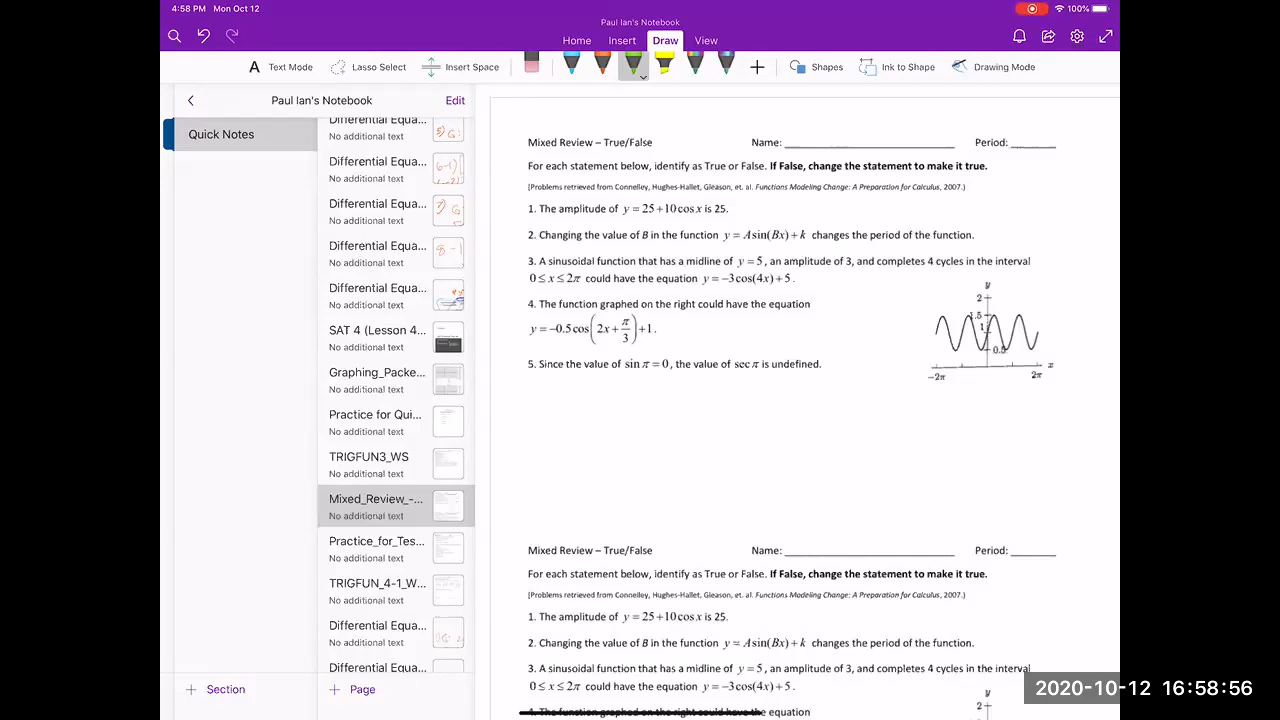 4:58 PM Mon Oct 12
100%
Paul Ian's Notebook
Home Insert Draw View
Text Mode Lasso Select Insert Space Shapes Ink to Shape Drawing Mode
Paul Ian's Notebook Edit
Quick Notes
Differential Equa...
No additional text
Differential Equa...
No additional text
Differential Equa...
No additional text
Differential Equa...
No additional text
Differential Equa...
No additional text
SAT 4 (Lesson 4...
No additional text
Graphing_Packe...
No additional text
Practice for Qui...
No additional text
TRIGFUN3_WS
No additional text
Mixed_Review_-...
No additional text
Practice_for_Tes...
No additional text
TRIGFUN_4-1_W...
No additional text
Differential Equa...
No additional text
Differential Equa...
+ Section + Page
Mixed Review – True/False Name: Period:
For each statement below, identify as True or False. If False, change the statement to make it true.
[Problems retrieved from Connelley, Hughes-Hallet, Gleason, et. al. Functions Modeling Change: A Preparation for Calculus, 2007.)
1. The amplitude of y = 25+10cos x is 25.
2. Changing the value of B in the function y = Asin(Bx)+k changes the period of the function.
3. A sinusoidal function that has a midline of y = 5, an amplitude of 3, and completes 4 cycles in the interval
0 ≤ x ≤ 2π could have the equation y = −3cos(4x)+5.
4. The function graphed on the right could have the equation
y = −0.5cos(2x + π/3)+1.
5. Since the value of sin π = 0, the value of sec π is undefined.
y
2
1.5
1
0.5
−2π 2π x
Mixed Review – True/False Name: Period:
For each statement below, identify as True or False. If False, change the statement to make it true.
[Problems retrieved from Connelley, Hughes-Hallet, Gleason, et. al. Functions Modeling Change: A Preparation for Calculus, 2007.)
1. The amplitude of y = 25+10cos x is 25.
2. Changing the value of B in the function y = Asin(Bx)+k changes the period of the function.
3. A sinusoidal function that has a midline of y = 5, an amplitude of 3, and completes 4 cycles in the interval
0 ≤ x ≤ 2π could have the equation y = −3cos(4x)+5.
4. The function graphed on the right could have the equation
y
2
2020-10-12 16:58:56